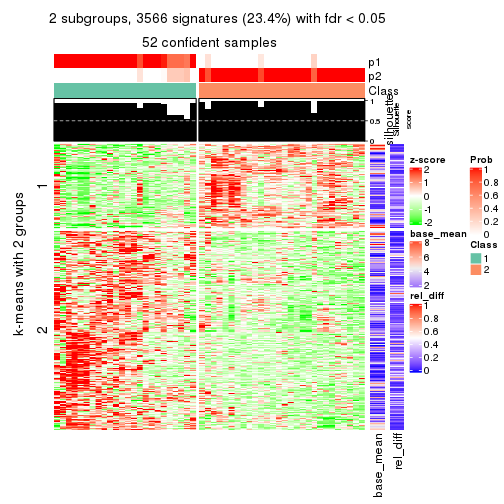 2 subgroups, 3566 signatures (23.4%) with fdr < 0.05
52 confident samples
p1
p2
Class
silhouette
1
0.5
0
Silhouette
score
k-means with 2 groups
1
2
base_mean
rel_diff
z-score
2
1
0
-1
-2
base_mean
8
6
4
2
rel_diff
1
0.8
0.6
0.4
0.2
0
Prob
1
0.8
0.6
0.4
0.2
0
Class
1
2